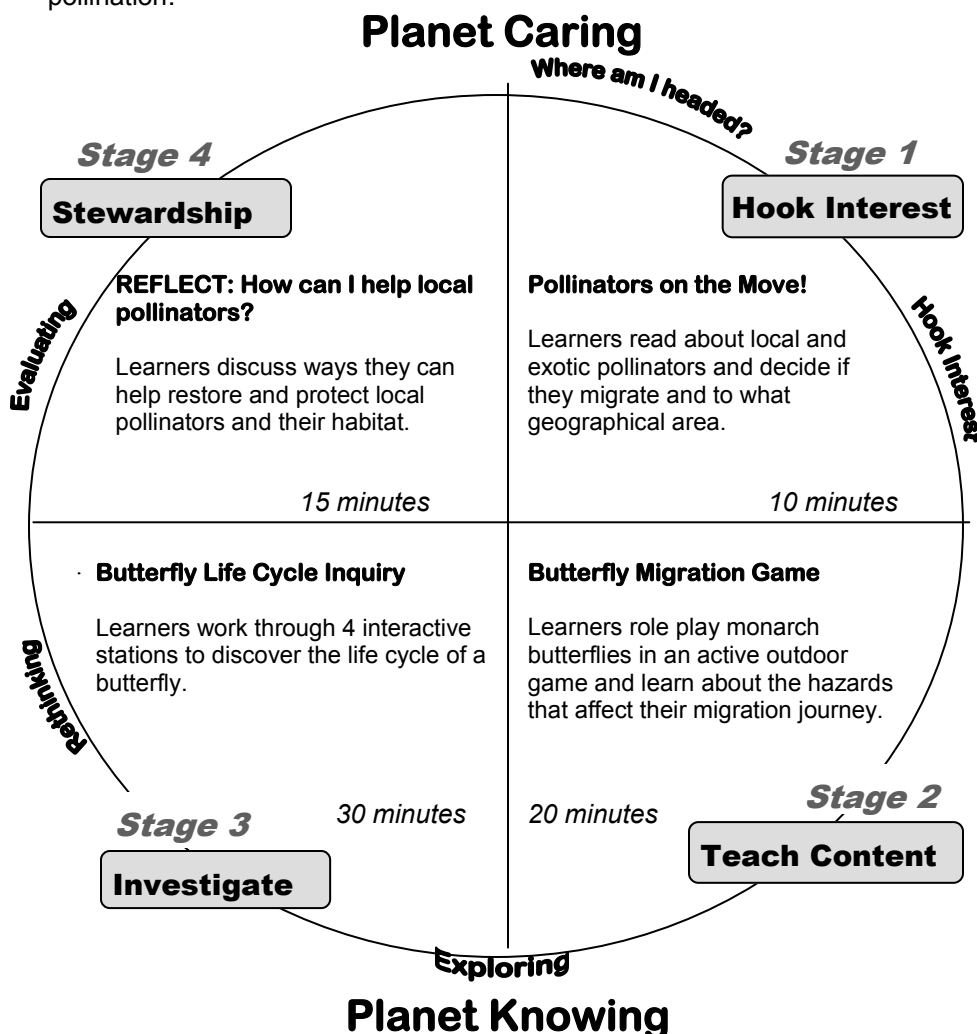 pollination.
Planet Caring
Where am I headed?
Stage 4
Stewardship
Stage 1
Hook Interest
Evaluating
REFLECT: How can I help local
pollinators?
Learners discuss ways they can
help restore and protect local
pollinators and their habitat.
15 minutes
Pollinators on the Move!
Learners read about local and
exotic pollinators and decide if
they migrate and to what
geographical area.
10 minutes
Hook Interest
Rethinking
Butterfly Life Cycle Inquiry
Learners work through 4 interactive
stations to discover the life cycle of a
butterfly.
30 minutes
Stage 3
Investigate
Butterfly Migration Game
Learners role play monarch
butterflies in an active outdoor
game and learn about the hazards
that affect their migration journey.
20 minutes
Stage 2
Teach Content
Exploring
Planet Knowing